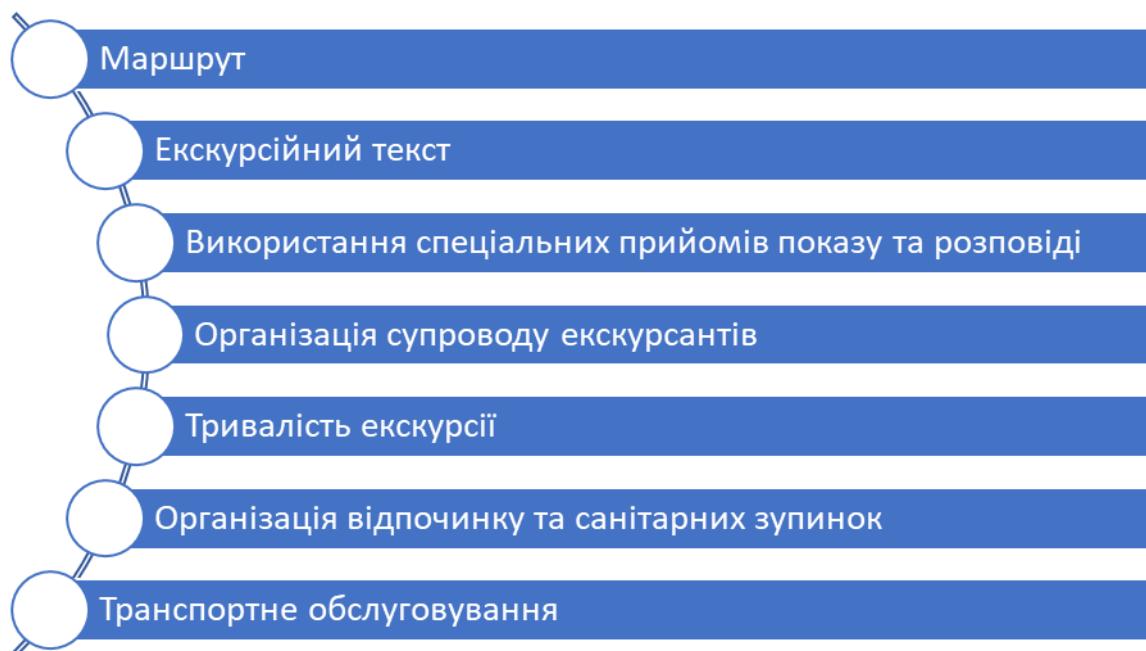 Маршрут
Екскурсійний текст
Використання спеціальних прийомів показу та розповіді
Організація супроводу екскурсантів
Тривалість екскурсії
Організація відпочинку та санітарних зупинок
Транспортне обслуговування